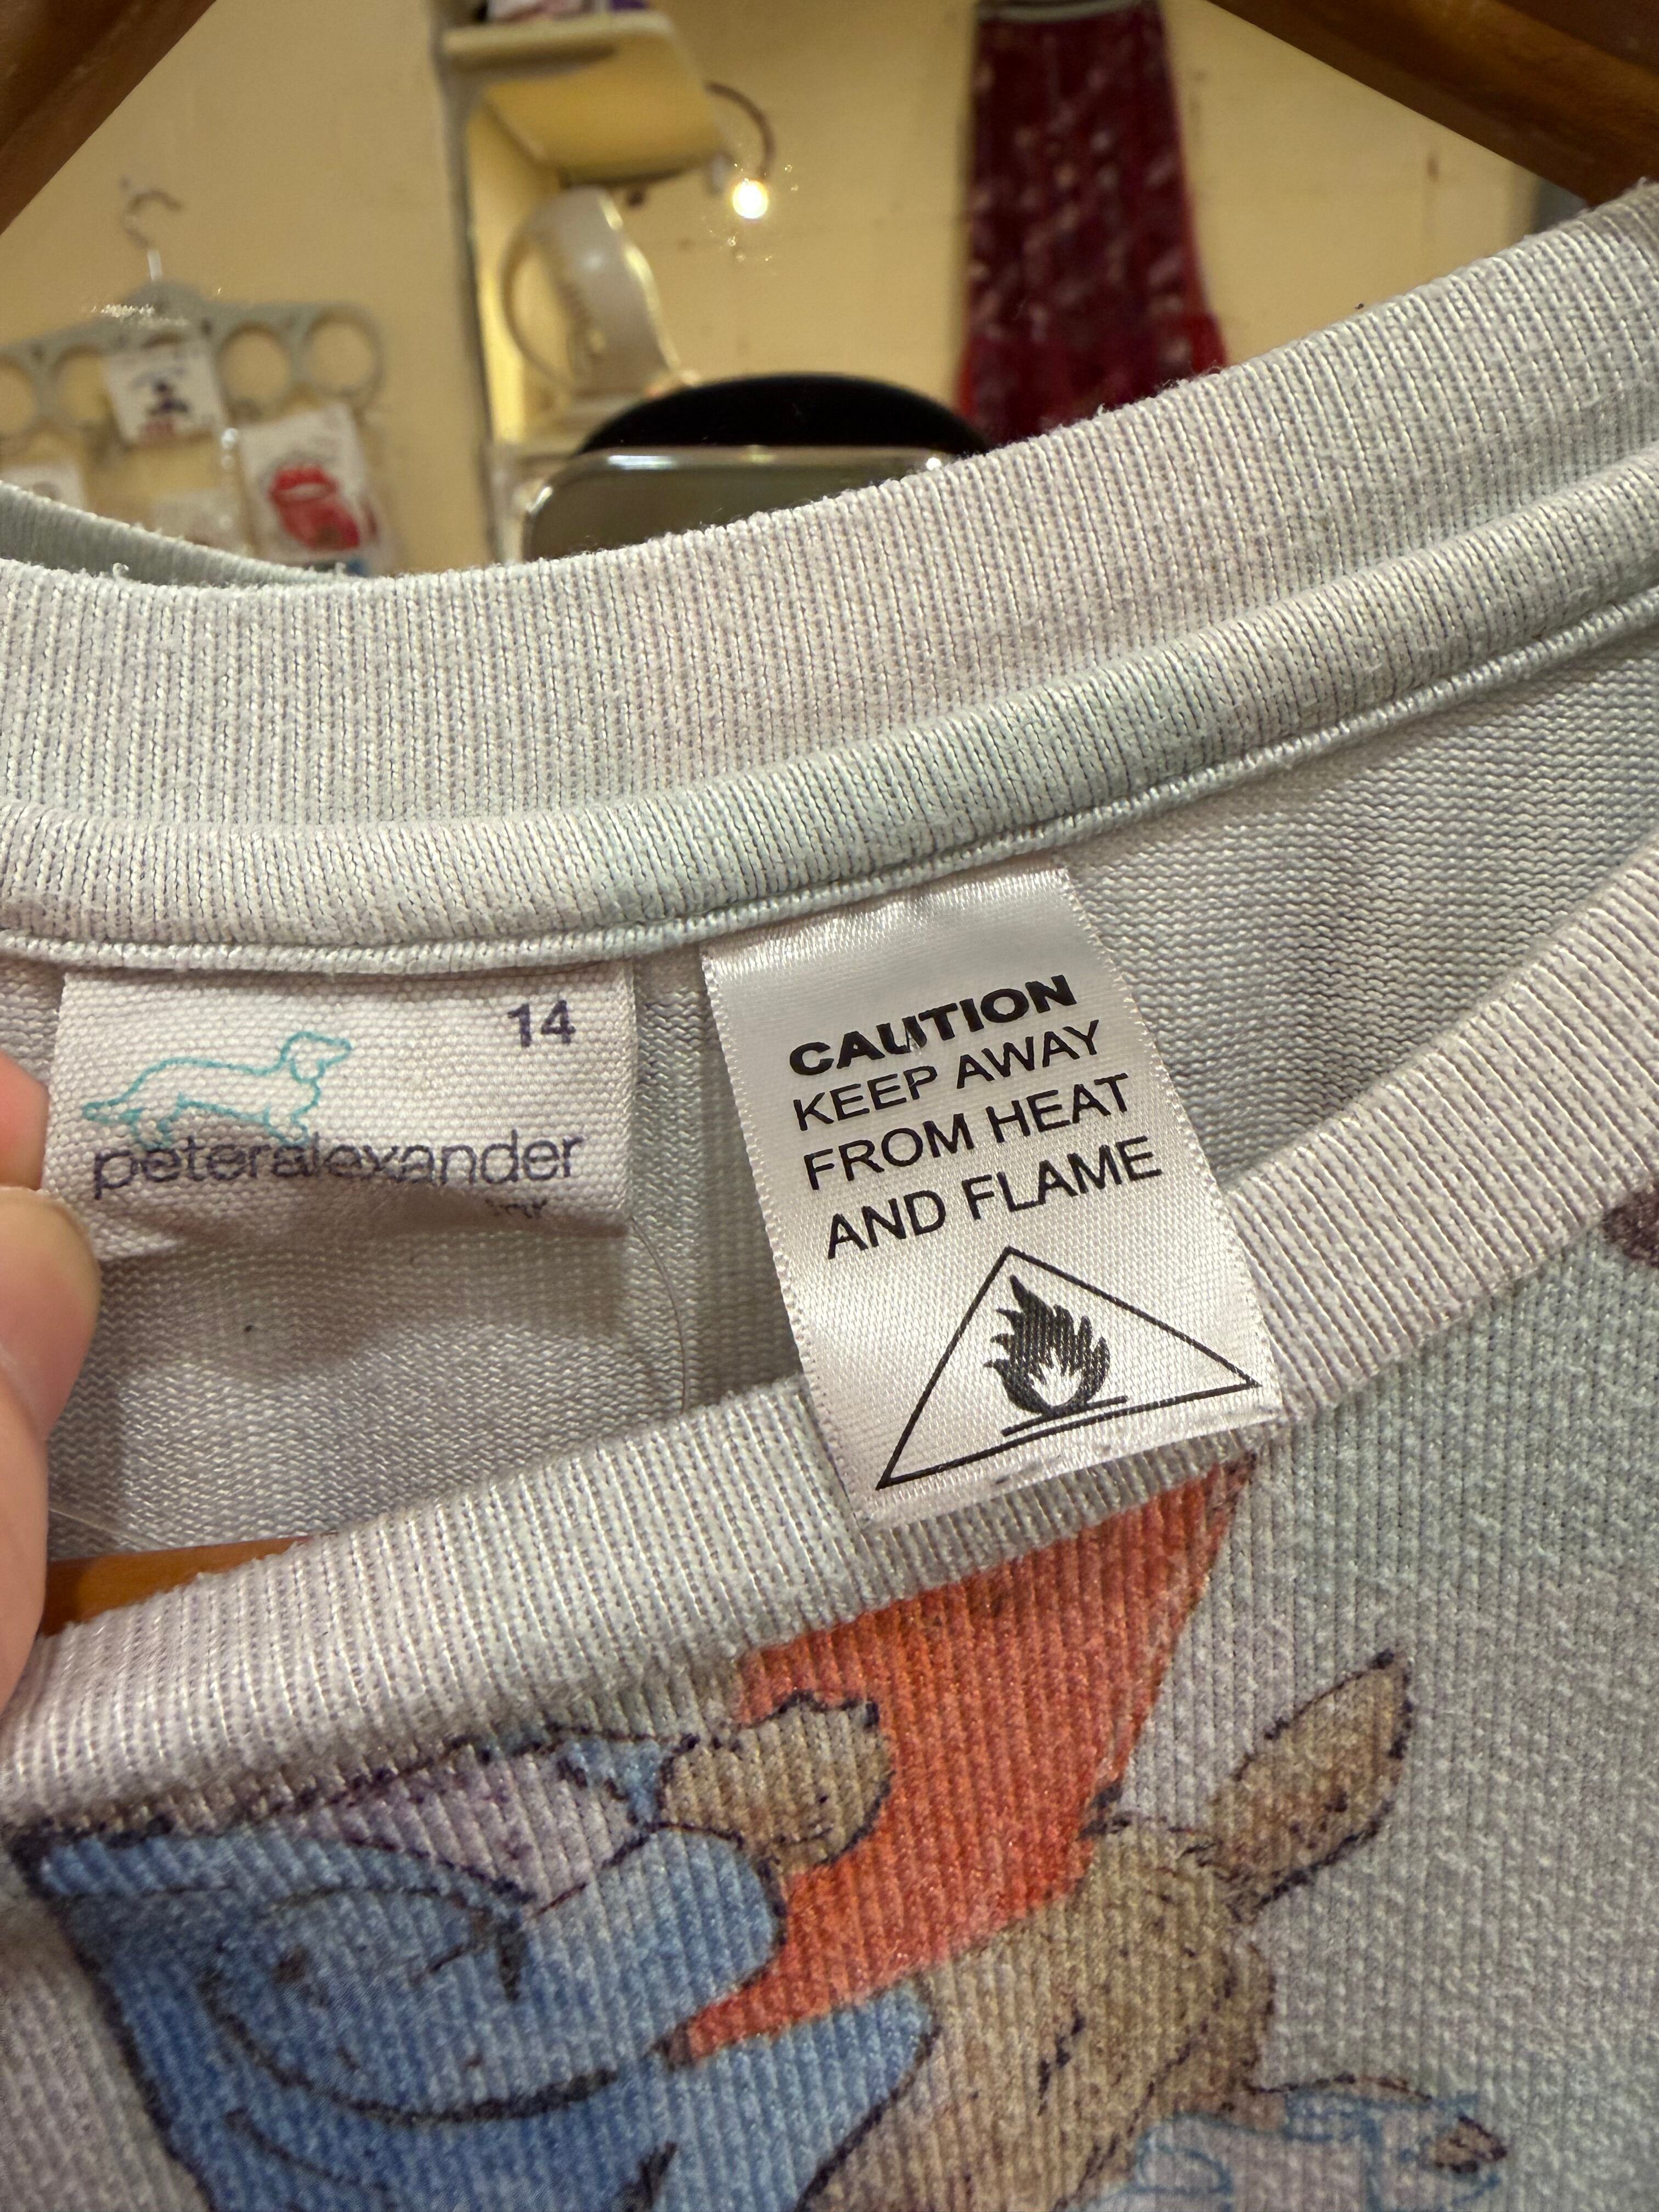 14
peteralexander
CAUTION
KEEP AWAY
FROM HEAT
AND FLAME